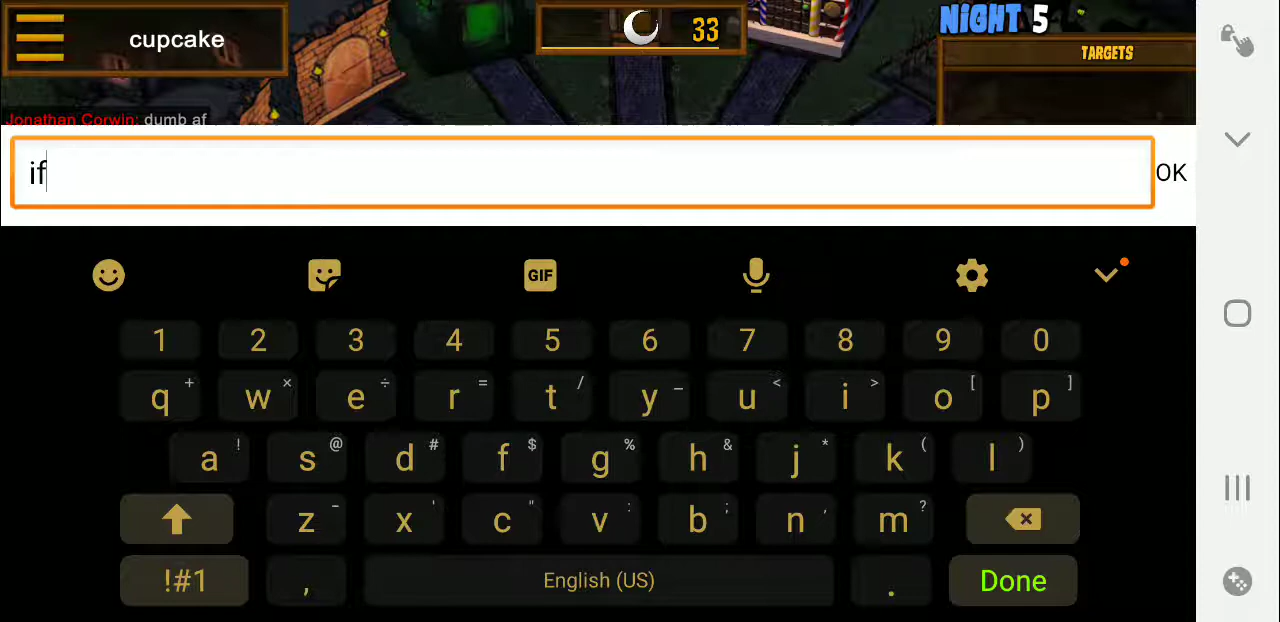 cupcake
33
NIGHT 5
TARGETS
Jonathan Corwin: dumb af
if
OK
GIF
1 2 3 4 5 6 7 8 9 0
q + w × e ÷ r = t / y _ u < i > o [ p ]
a ! s @ d # f $ g % h & j * k ( l )
z - x ' c " v : b ; n , m ?
!#1 , English (US) . Done